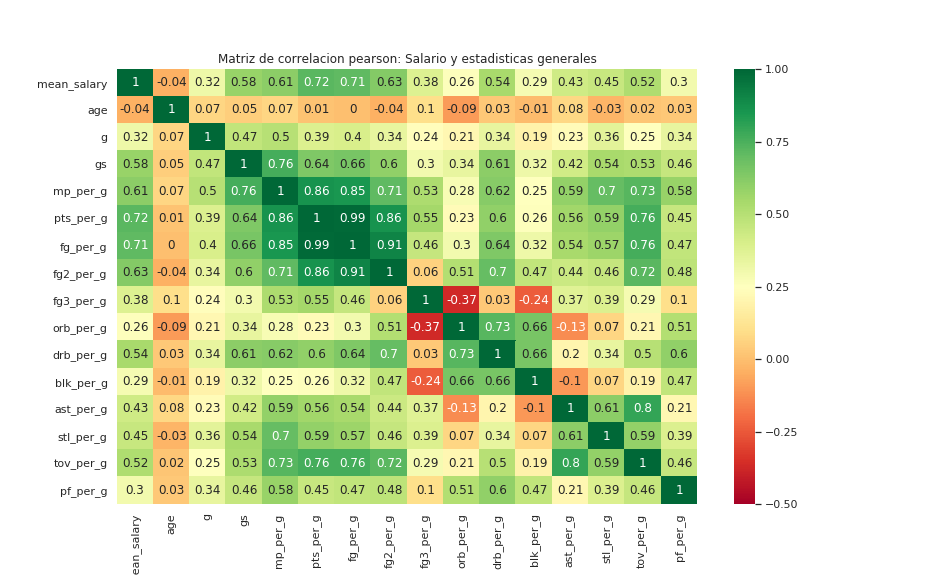 Matriz de correlacion pearson: Salario y estadisticas generales
mean_salary 1 -0.04 0.32 0.58 0.61 0.72 0.71 0.63 0.38 0.26 0.54 0.29 0.43 0.45 0.52 0.3
age -0.04 1 0.07 0.05 0.07 0.01 0 -0.04 0.1 -0.09 0.03 -0.01 0.08 -0.03 0.02 0.03
g 0.32 0.07 1 0.47 0.5 0.39 0.4 0.34 0.24 0.21 0.34 0.19 0.23 0.36 0.25 0.34
gs 0.58 0.05 0.47 1 0.76 0.64 0.66 0.6 0.3 0.34 0.61 0.32 0.42 0.54 0.53 0.46
mp_per_g 0.61 0.07 0.5 0.76 1 0.86 0.85 0.71 0.53 0.28 0.62 0.25 0.59 0.7 0.73 0.58
pts_per_g 0.72 0.01 0.39 0.64 0.86 1 0.99 0.86 0.55 0.23 0.6 0.26 0.56 0.59 0.76 0.45
fg_per_g 0.71 0 0.4 0.66 0.85 0.99 1 0.91 0.46 0.3 0.64 0.32 0.54 0.57 0.76 0.47
fg2_per_g 0.63 -0.04 0.34 0.6 0.71 0.86 0.91 1 0.06 0.51 0.7 0.47 0.44 0.46 0.72 0.48
fg3_per_g 0.38 0.1 0.24 0.3 0.53 0.55 0.46 0.06 1 -0.37 0.03 -0.24 0.37 0.39 0.29 0.1
orb_per_g 0.26 -0.09 0.21 0.34 0.28 0.23 0.3 0.51 -0.37 1 0.73 0.66 -0.13 0.07 0.21 0.51
drb_per_g 0.54 0.03 0.34 0.61 0.62 0.6 0.64 0.7 0.03 0.73 1 0.66 0.2 0.34 0.5 0.6
blk_per_g 0.29 -0.01 0.19 0.32 0.25 0.26 0.32 0.47 -0.24 0.66 0.66 1 -0.1 0.07 0.19 0.47
ast_per_g 0.43 0.08 0.23 0.42 0.59 0.56 0.54 0.44 0.37 -0.13 0.2 -0.1 1 0.61 0.8 0.21
stl_per_g 0.45 -0.03 0.36 0.54 0.7 0.59 0.57 0.46 0.39 0.07 0.34 0.07 0.61 1 0.59 0.39
tov_per_g 0.52 0.02 0.25 0.53 0.73 0.76 0.76 0.72 0.29 0.21 0.5 0.19 0.8 0.59 1 0.46
pf_per_g 0.3 0.03 0.34 0.46 0.58 0.45 0.47 0.48 0.1 0.51 0.6 0.47 0.21 0.39 0.46 1
ean_salary age g gs mp_per_g pts_per_g fg_per_g fg2_per_g fg3_per_g orb_per_g drb_per_g blk_per_g ast_per_g stl_per_g tov_per_g pf_per_g
1.00
0.75
0.50
0.25
0.00
−0.25
−0.50